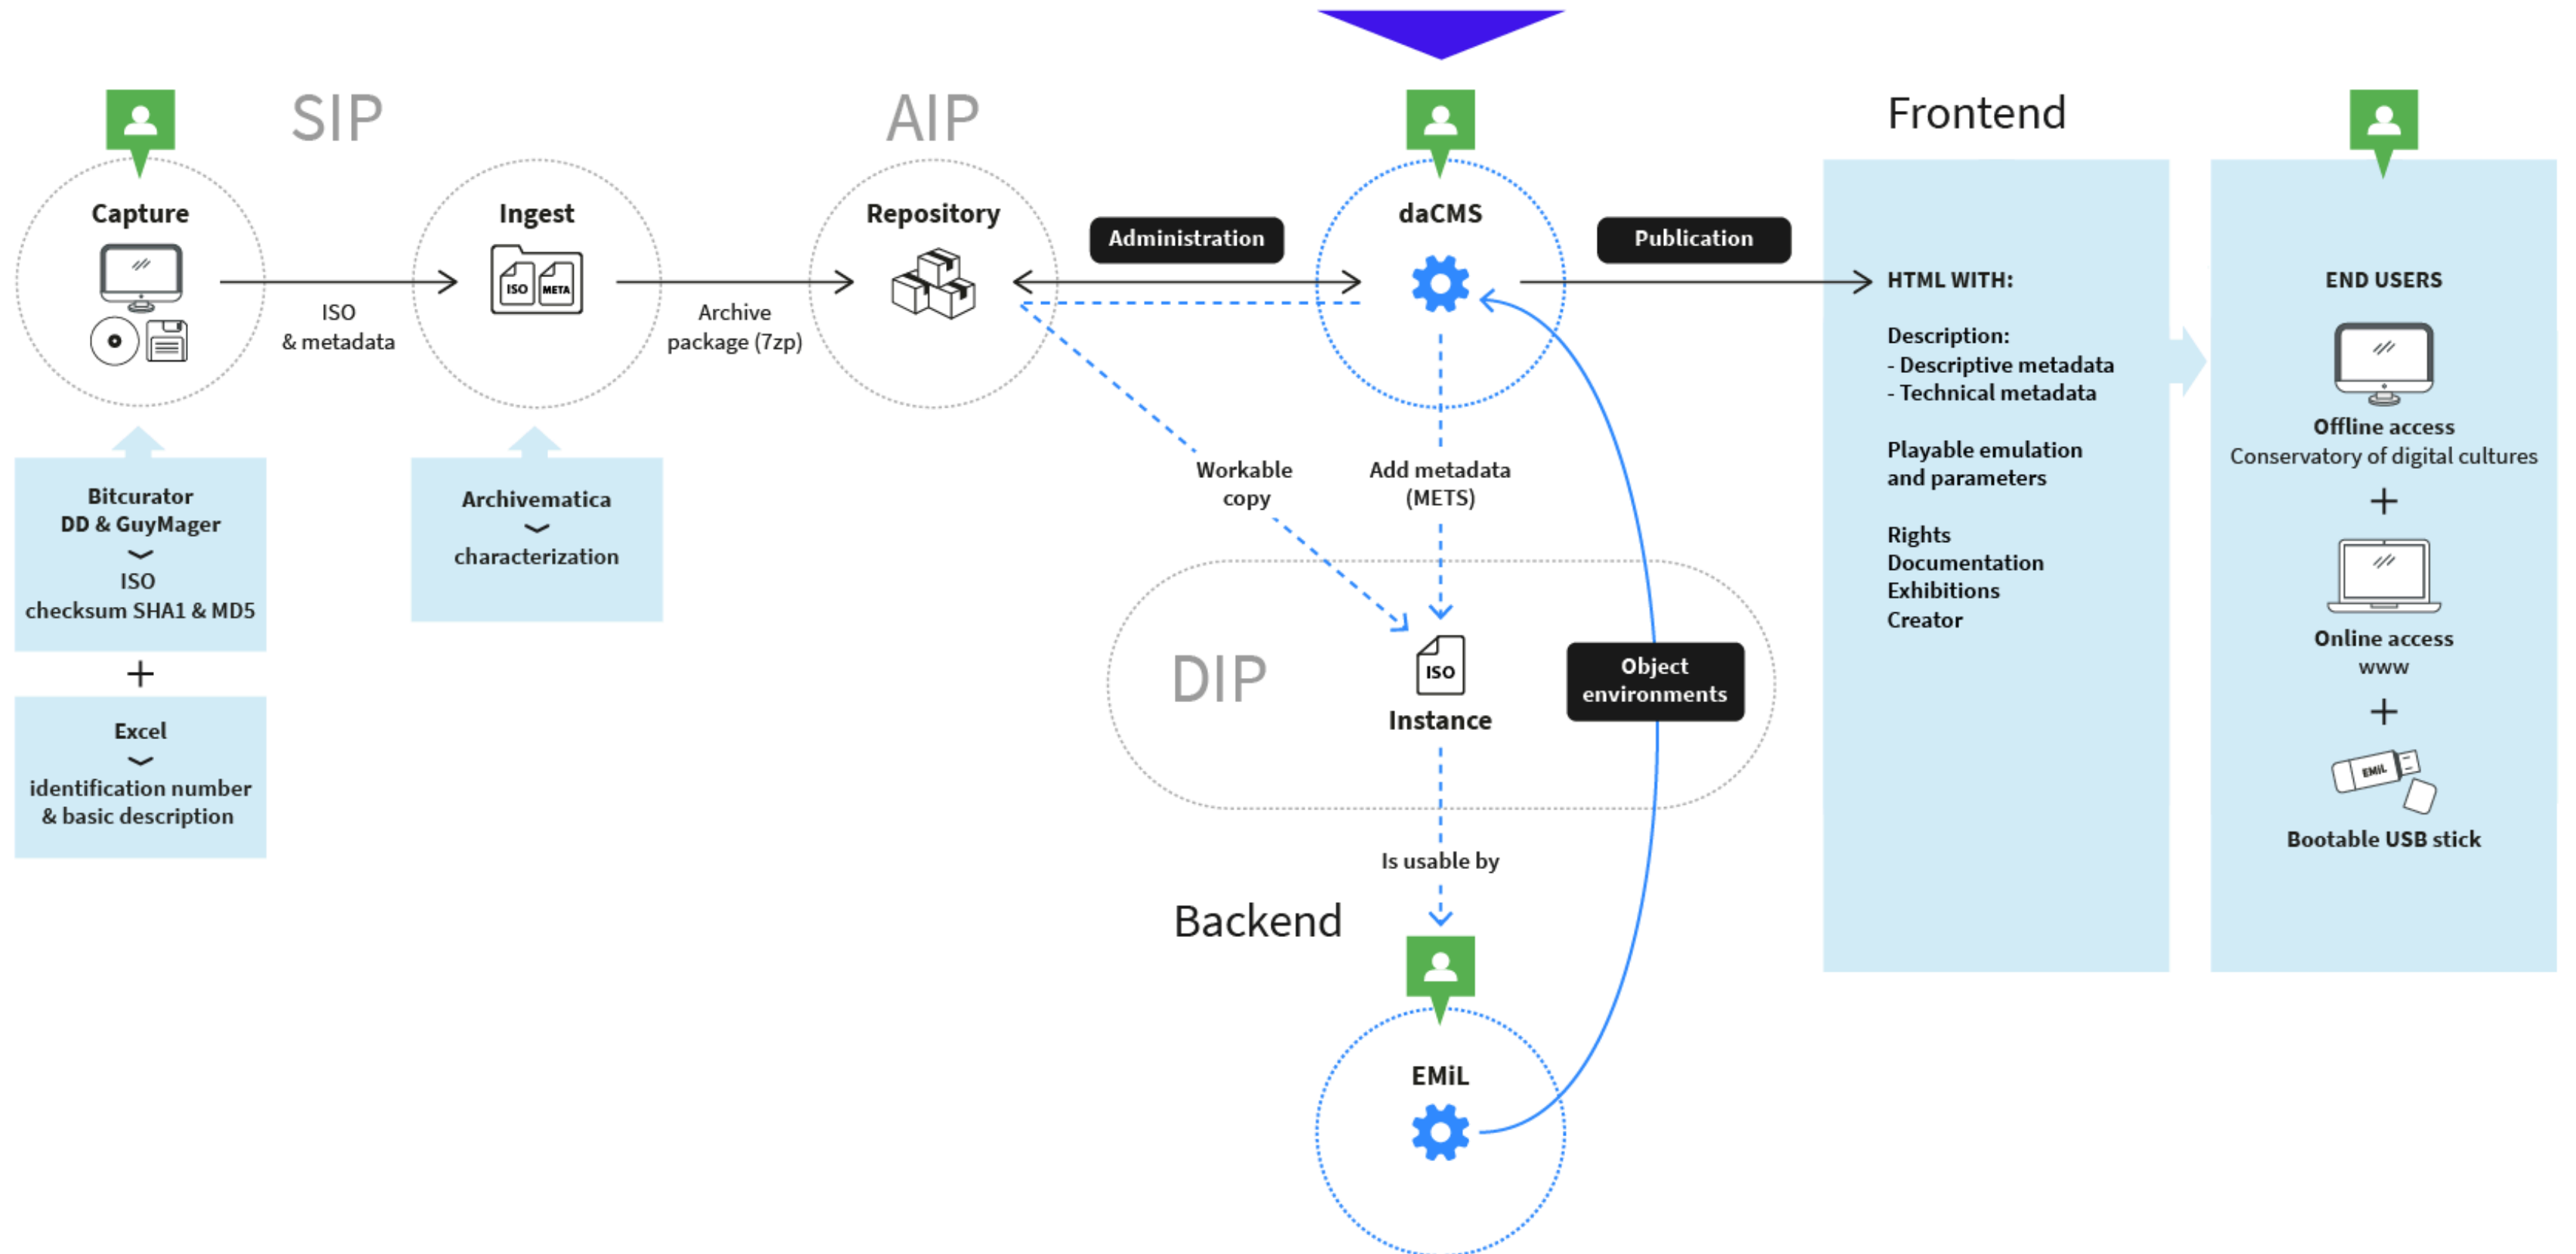 SIP
AIP
Frontend
Capture
Ingest
Repository
Administration
daCMS
Publication
ISO
META
ISO
& metadata
Archive
package (7zp)
HTML WITH:
Description:
- Descriptive metadata
- Technical metadata
Playable emulation
and parameters
Rights
Documentation
Exhibitions
Creator
END USERS
Offline access
Conservatory of digital cultures
+
Online access
www
+
EMiL
Bootable USB stick
Bitcurator
DD & GuyMager
ISO
checksum SHA1 & MD5
+
Excel
identification number
& basic description
Archivematica
characterization
Workable
copy
Add metadata
(METS)
DIP
ISO
Instance
Object
environments
Is usable by
Backend
EMiL